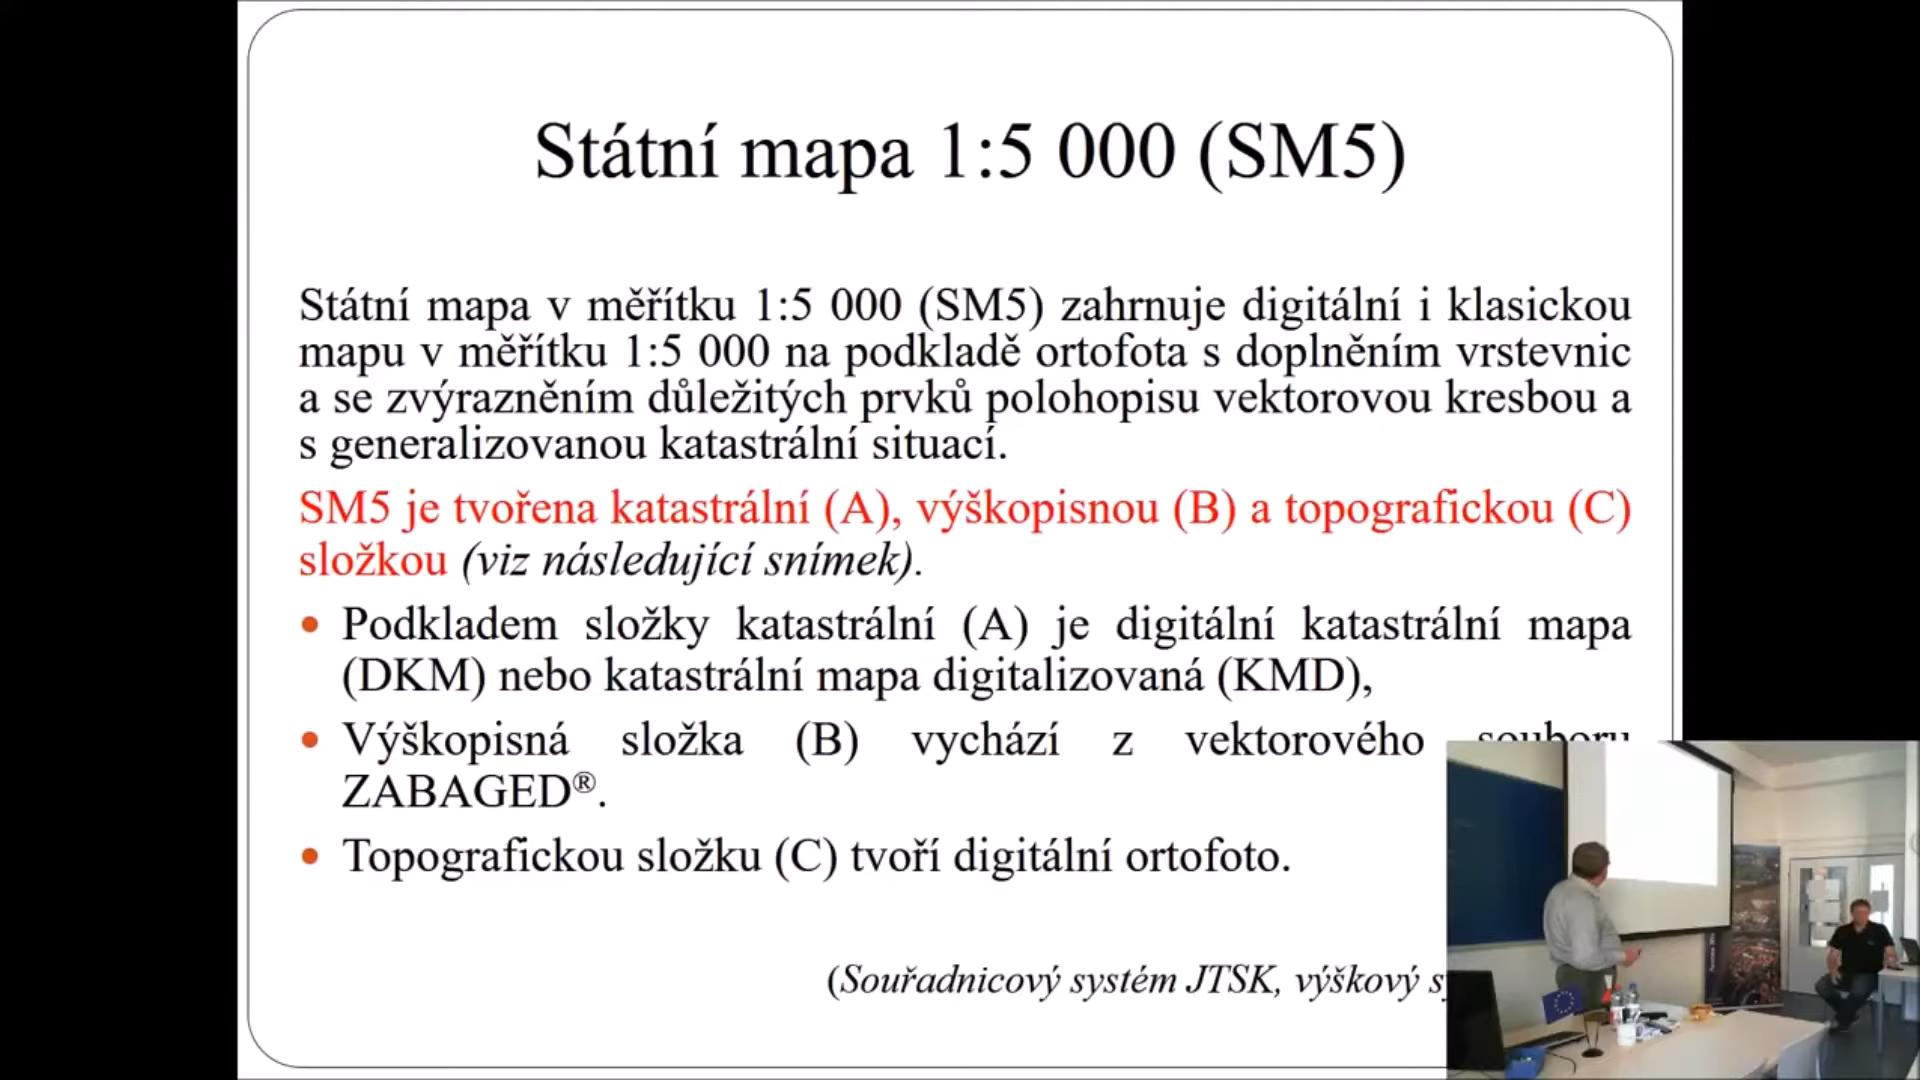 Státní mapa 1:5 000 (SM5)
Státní mapa v měřítku 1:5 000 (SM5) zahrnuje digitální i klasickou
mapu v měřítku 1:5 000 na podkladě ortofota s doplněním vrstevnic
a se zvýrazněním důležitých prvků polohopisu vektorovou kresbou a
s generalizovanou katastrální situací.
SM5 je tvořena katastrální (A), výškopisnou (B) a topografickou (C)
složkou (viz následující snímek).
• Podkladem složky katastrální (A) je digitální katastrální mapa
(DKM) nebo katastrální mapa digitalizovaná (KMD),
• Výškopisná složka (B) vychází z vektorového souboru
ZABAGED®.
• Topografickou složku (C) tvoří digitální ortofoto.
(Souřadnicový systém JTSK, výškový